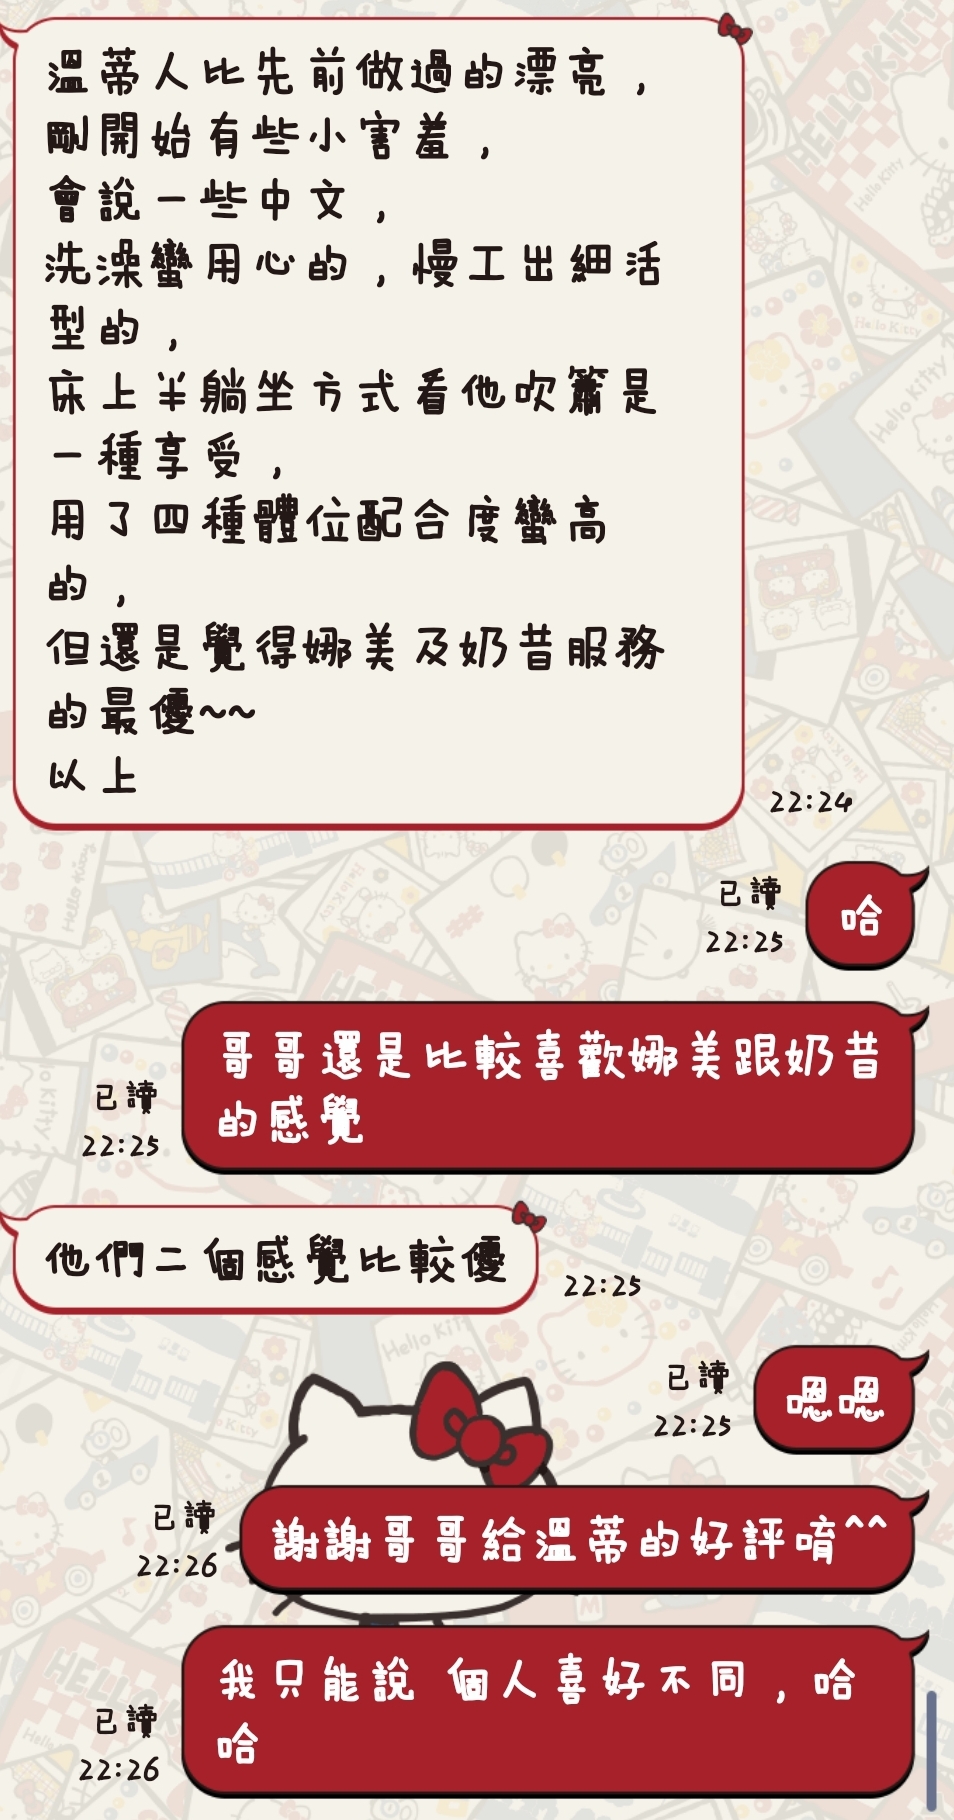 溫蒂人比先前做過的漂亮，
剛開始有些小害羞，
會說一些中文，
洗澡蠻用心的，慢工出細活
型的，
床上半躺坐方式看他吹簫是
一種享受，
用了四種體位配合度蠻高
的，
但還是覺得娜美及奶昔服務
的最優~~
以上
22:24
已讀
22:25
哈
哥哥還是比較喜歡娜美跟奶昔
的感覺
已讀
22:25
他們二個感覺比較優
22:25
已讀
22:25
嗯嗯
已讀
22:26
謝謝哥哥給溫蒂的好評唷^^
我只能說 個人喜好不同，哈
哈
已讀
22:26